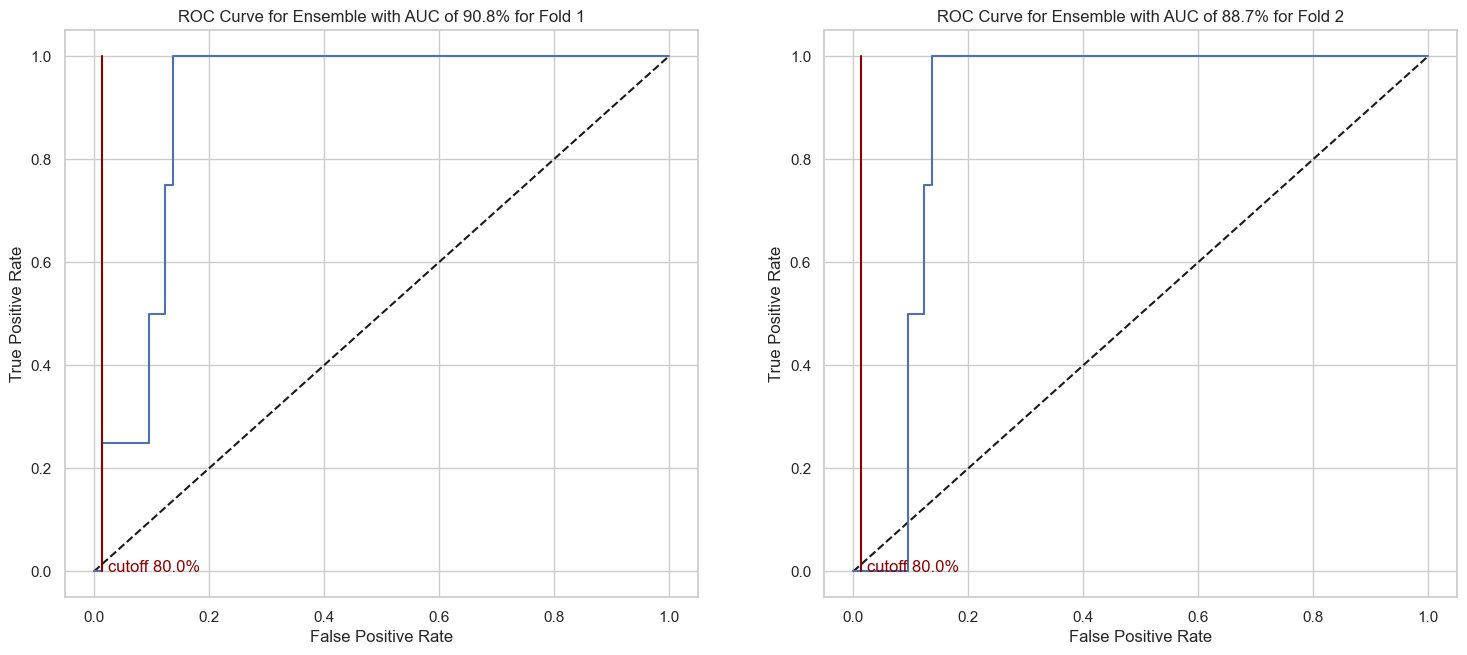 ROC Curve for Ensemble with AUC of 90.8% for Fold 1
1.0
0.8
0.6
0.4
0.2
0.0
True Positive Rate
cutoff 80.0%
0.0 0.2 0.4 0.6 0.8 1.0
False Positive Rate
ROC Curve for Ensemble with AUC of 88.7% for Fold 2
1.0
0.8
0.6
0.4
0.2
0.0
True Positive Rate
cutoff 80.0%
0.0 0.2 0.4 0.6 0.8 1.0
False Positive Rate